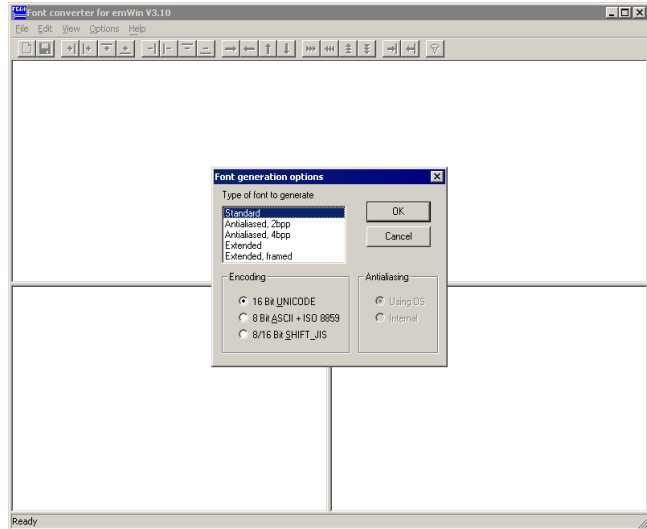 Font converter for emWin V3.10
File Edit View Options Help
Font generation options
Type of font to generate
Standard
Antialiased, 2bpp
Antialiased, 4bpp
Extended
Extended, framed
OK
Cancel
Encoding
16 Bit UNICODE
8 Bit ASCII + ISO 8859
8/16 Bit SHIFT_JIS
Antialiasing
Using OS
Internal
Ready